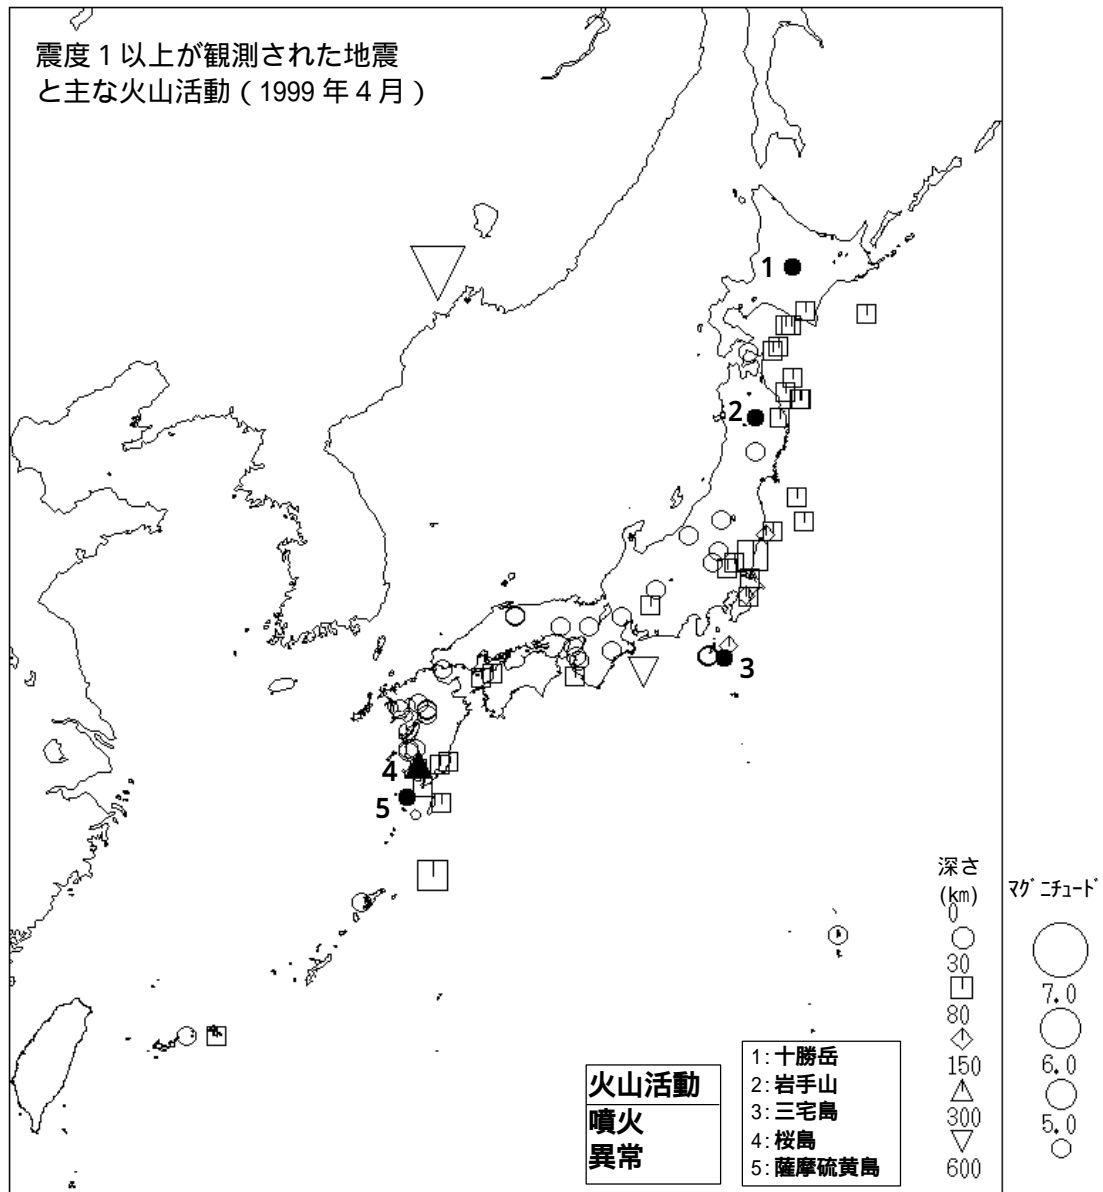 震度１以上が観測された地震
と主な火山活動（1999 年４月）
1
2
3
4
5
深さ
(km)
0
30
80
150
300
600
ﾏｸﾞﾆﾁｭｰﾄﾞ
7.0
6.0
5.0
火山活動
噴火
異常
1: 十勝岳
2: 岩手山
3: 三宅島
4: 桜島
5: 薩摩硫黄島